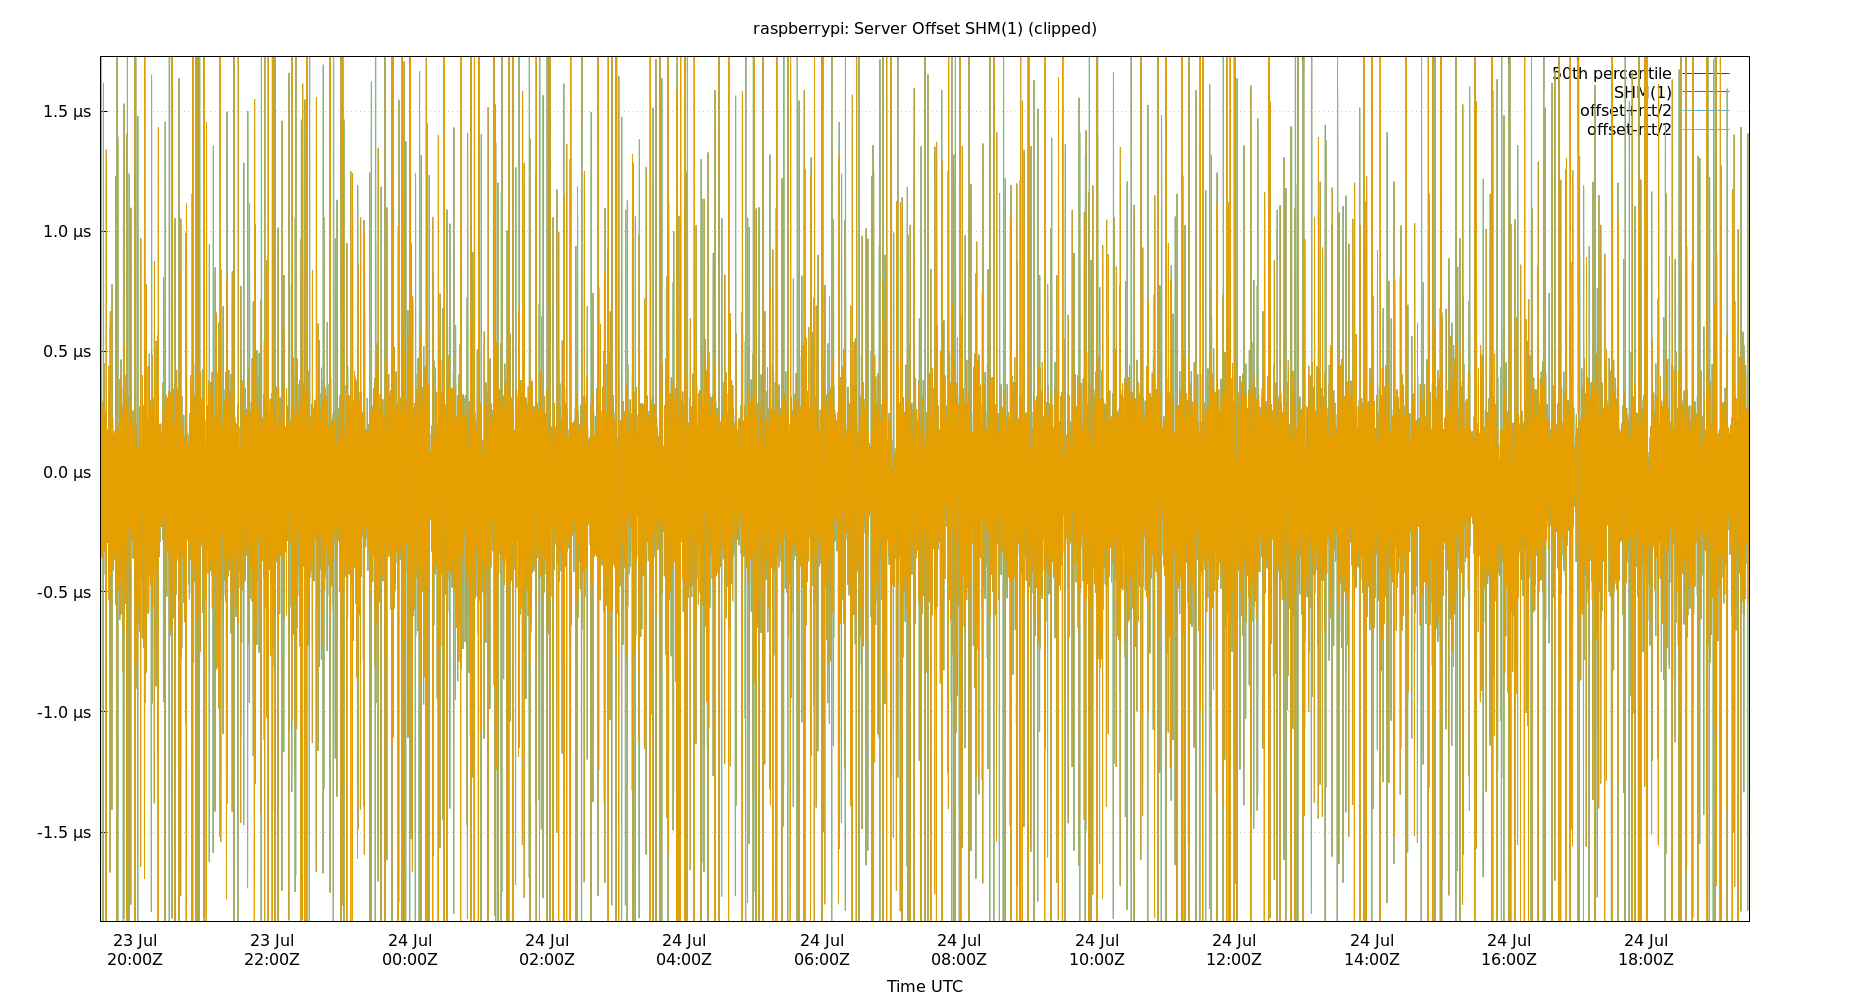 raspberrypi: Server Offset SHM(1) (clipped)
50th percentile
SHM(1)
offset+rtt/2
offset-rtt/2
1.5 µs
1.0 µs
0.5 µs
0.0 µs
-0.5 µs
-1.0 µs
-1.5 µs
23 Jul 23 Jul 24 Jul 24 Jul 24 Jul 24 Jul 24 Jul 24 Jul 24 Jul 24 Jul 24 Jul 24 Jul
20:00Z 22:00Z 00:00Z 02:00Z 04:00Z 06:00Z 08:00Z 10:00Z 12:00Z 14:00Z 16:00Z 18:00Z
Time UTC